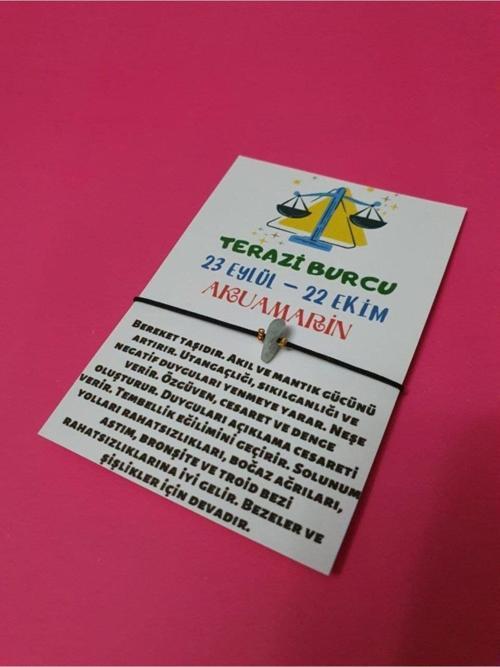 TERAZİ BURCU
23 EYLÜL – 22 EKİM
AKUAMARİN
BEREKET TAŞIDIR. AKIL VE MANTIK GÜCÜNÜ
ARTIRIR. UTANGAÇLIĞI, SIKILGANLIĞI VE
NEGATİF DUYGULARI YENMEYE YARAR. NEŞE
VERİR. ÖZGÜVEN, CESARET VE DENGE
OLUŞTURUR. DUYGULARI AÇIKLAMA CESARETİ
VERİR. TEMBELLİK EĞİLİMİNİ GEÇİRİR. SOLUNUM
YOLLARI RAHATSIZLIKLARI, BOĞAZ AĞRILARI,
ASTIM, BRONŞİTE VE TROİD BEZİ
RAHATSIZLIKLADINA İYİ GELİR. BEZELER VE
ŞİŞLİKLER İÇİN DEVADIR.